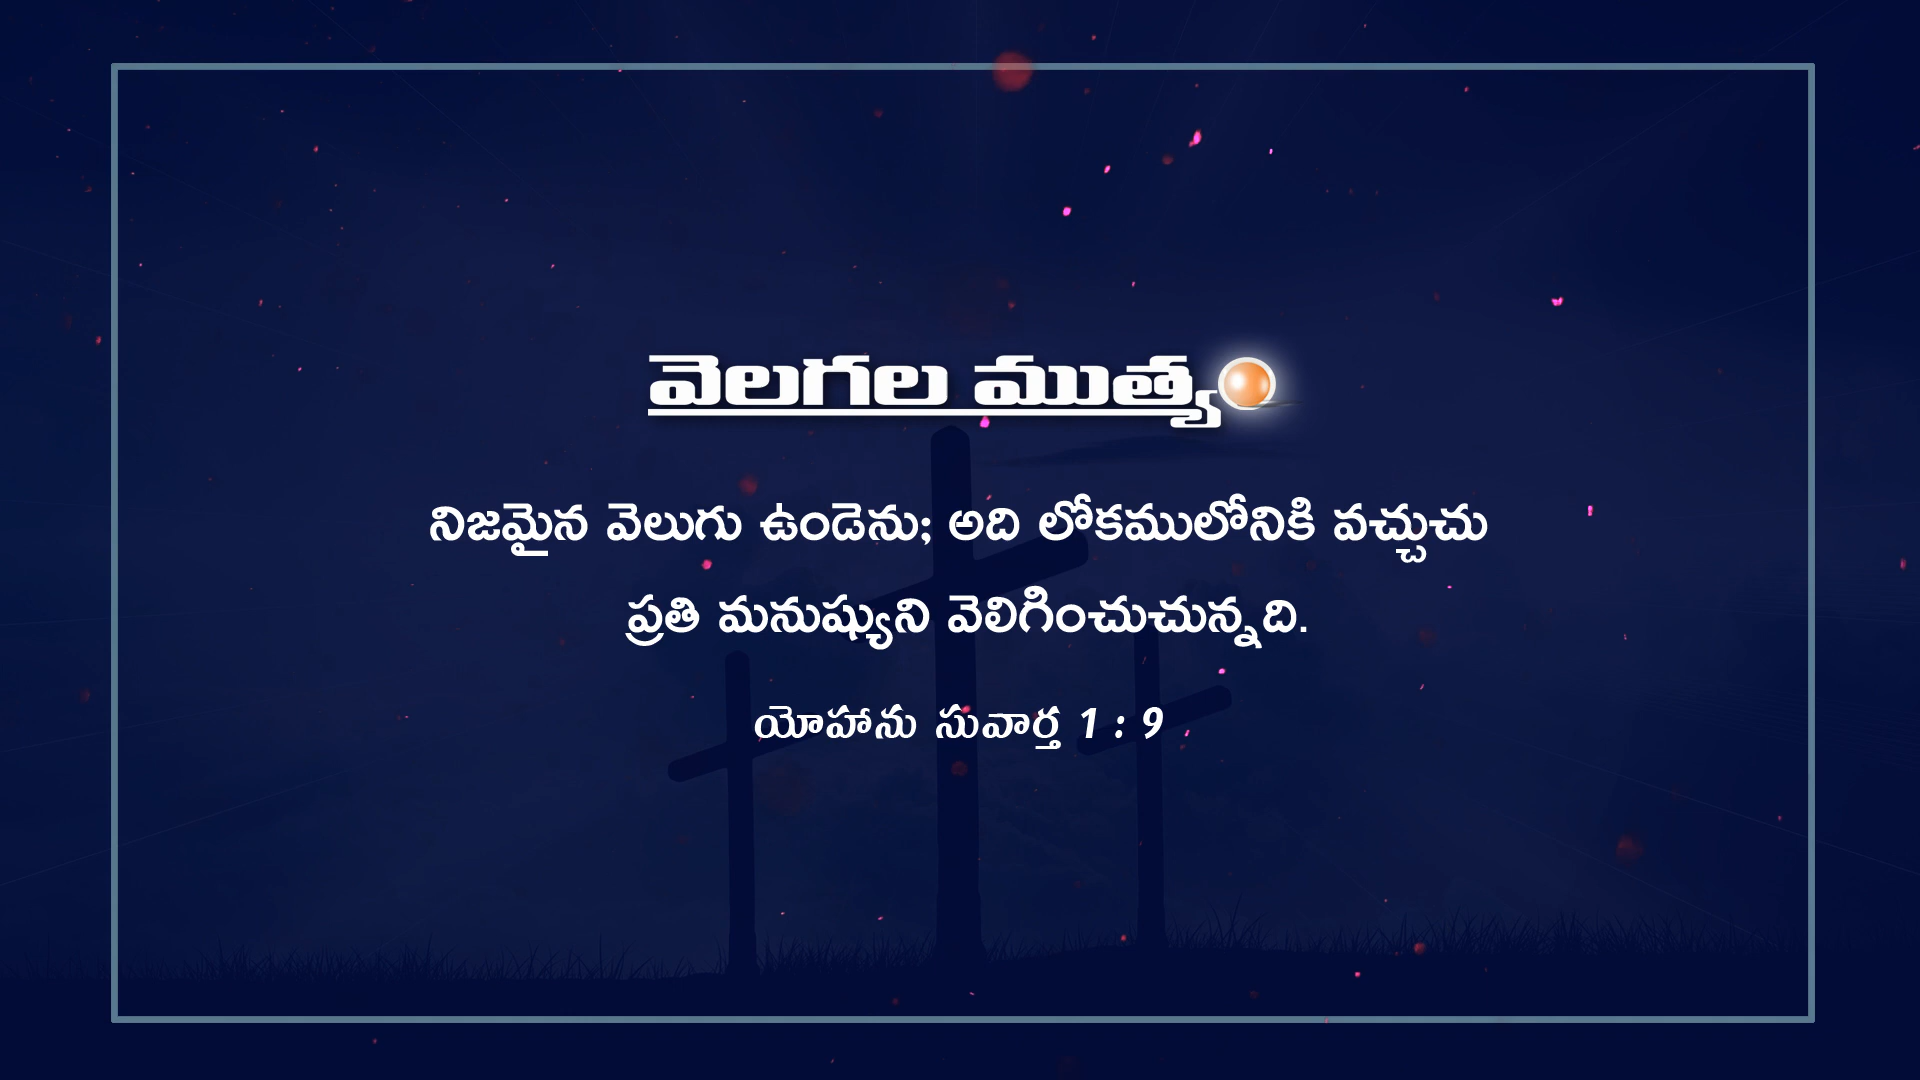 వెలగల ముత్యం
నిజమైన వెలుగు ఉండెను; అది లోకములోనికి వచ్చుచు
ప్రతి మనుష్యుని వెలిగించుచున్నది.
యోహాను సువార్త 1 : 9